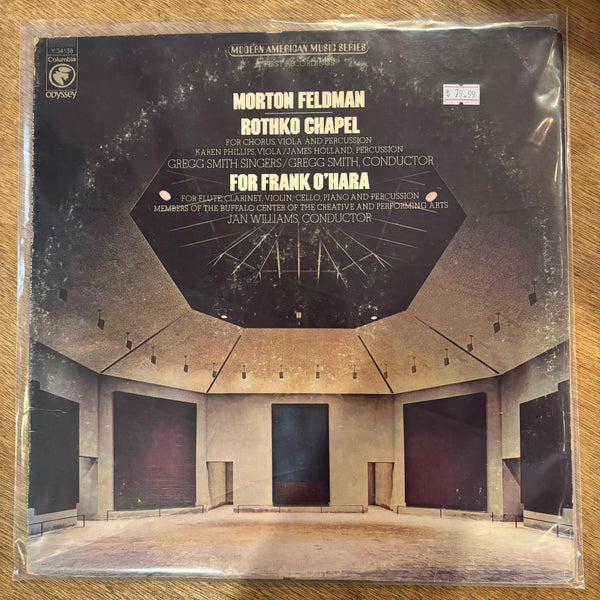 Y 34138
Columbia
ODYSSEY
MODERN AMERICAN MUSIC SERIES
FIRST RECORDINGS
$ 79.99
MORTON FELDMAN
ROTHKO CHAPEL
FOR CHORUS, VIOLA AND PERCUSSION
KAREN PHILLIPS, VIOLA/JAMES HOLLAND, PERCUSSION
GREGG SMITH SINGERS/GREGG SMITH, CONDUCTOR
FOR FRANK O'HARA
FOR FLUTE, CLARINET, VIOLIN, CELLO, PIANO AND PERCUSSION
MEMBERS OF THE BUFFALO CENTER OF THE CREATIVE AND PERFORMING ARTS
JAN WILLIAMS, CONDUCTOR